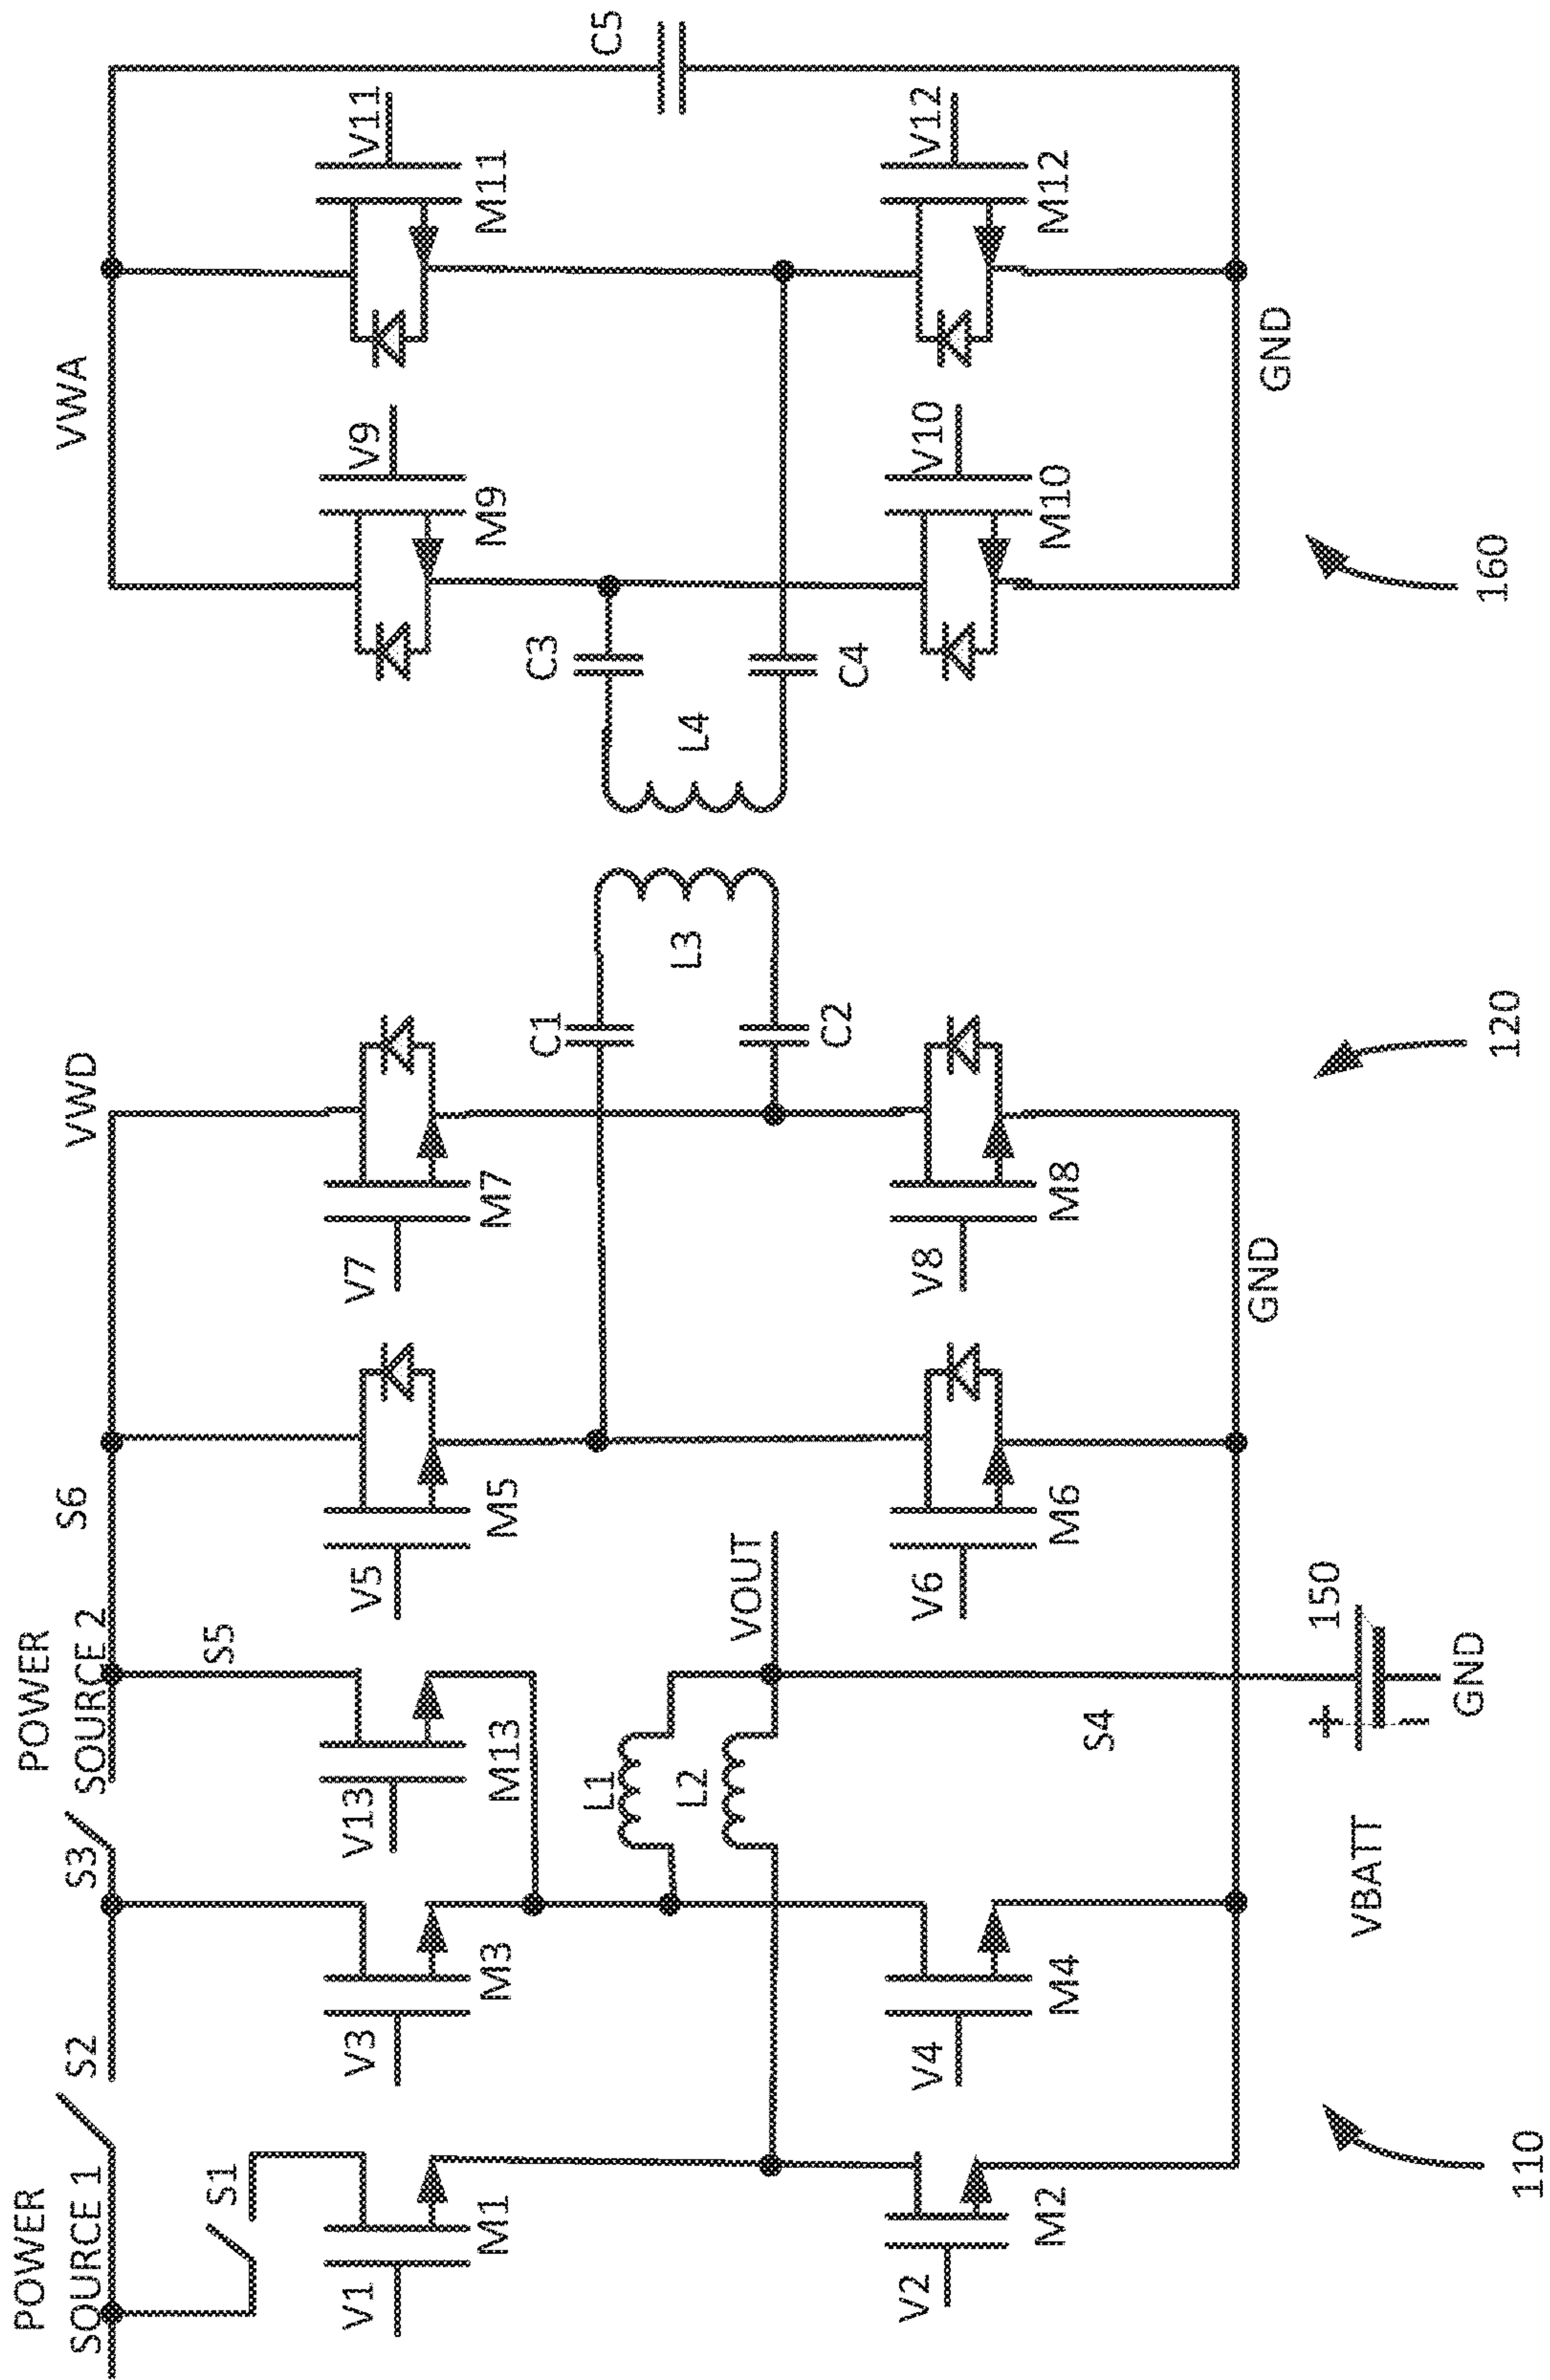 POWER
SOURCE 1
S1
S2
S3
POWER
SOURCE 2
S5
S6
VWD
VWA
V1
M1
V3
M3
V13
M13
V5
M5
V7
M7
V9
M9
V11
M11
L1
L2
VOUT
C1
C2
L3
L4
C3
C4
C5
V2
M2
V4
M4
S4
V6
M6
V8
M8
V10
M10
V12
M12
GND
GND
VBATT
+
-
150
GND
110
120
160